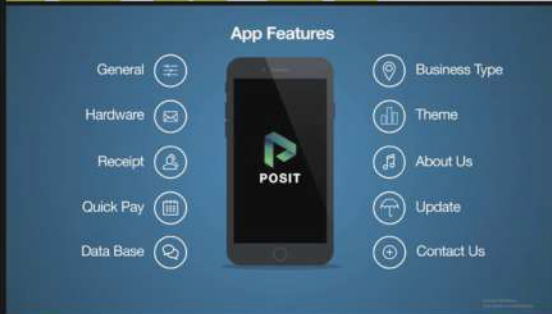 App Features
General
Hardware
Receipt
Quick Pay
Data Base
POSIT
Business Type
Theme
About Us
Update
Contact Us